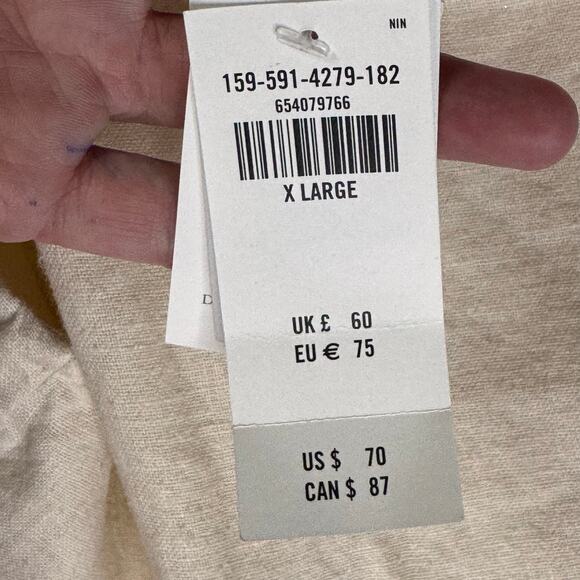 NIN
159-591-4279-182
654079766
X LARGE
UK £ 60
EU € 75
US $ 70
CAN $ 87
D